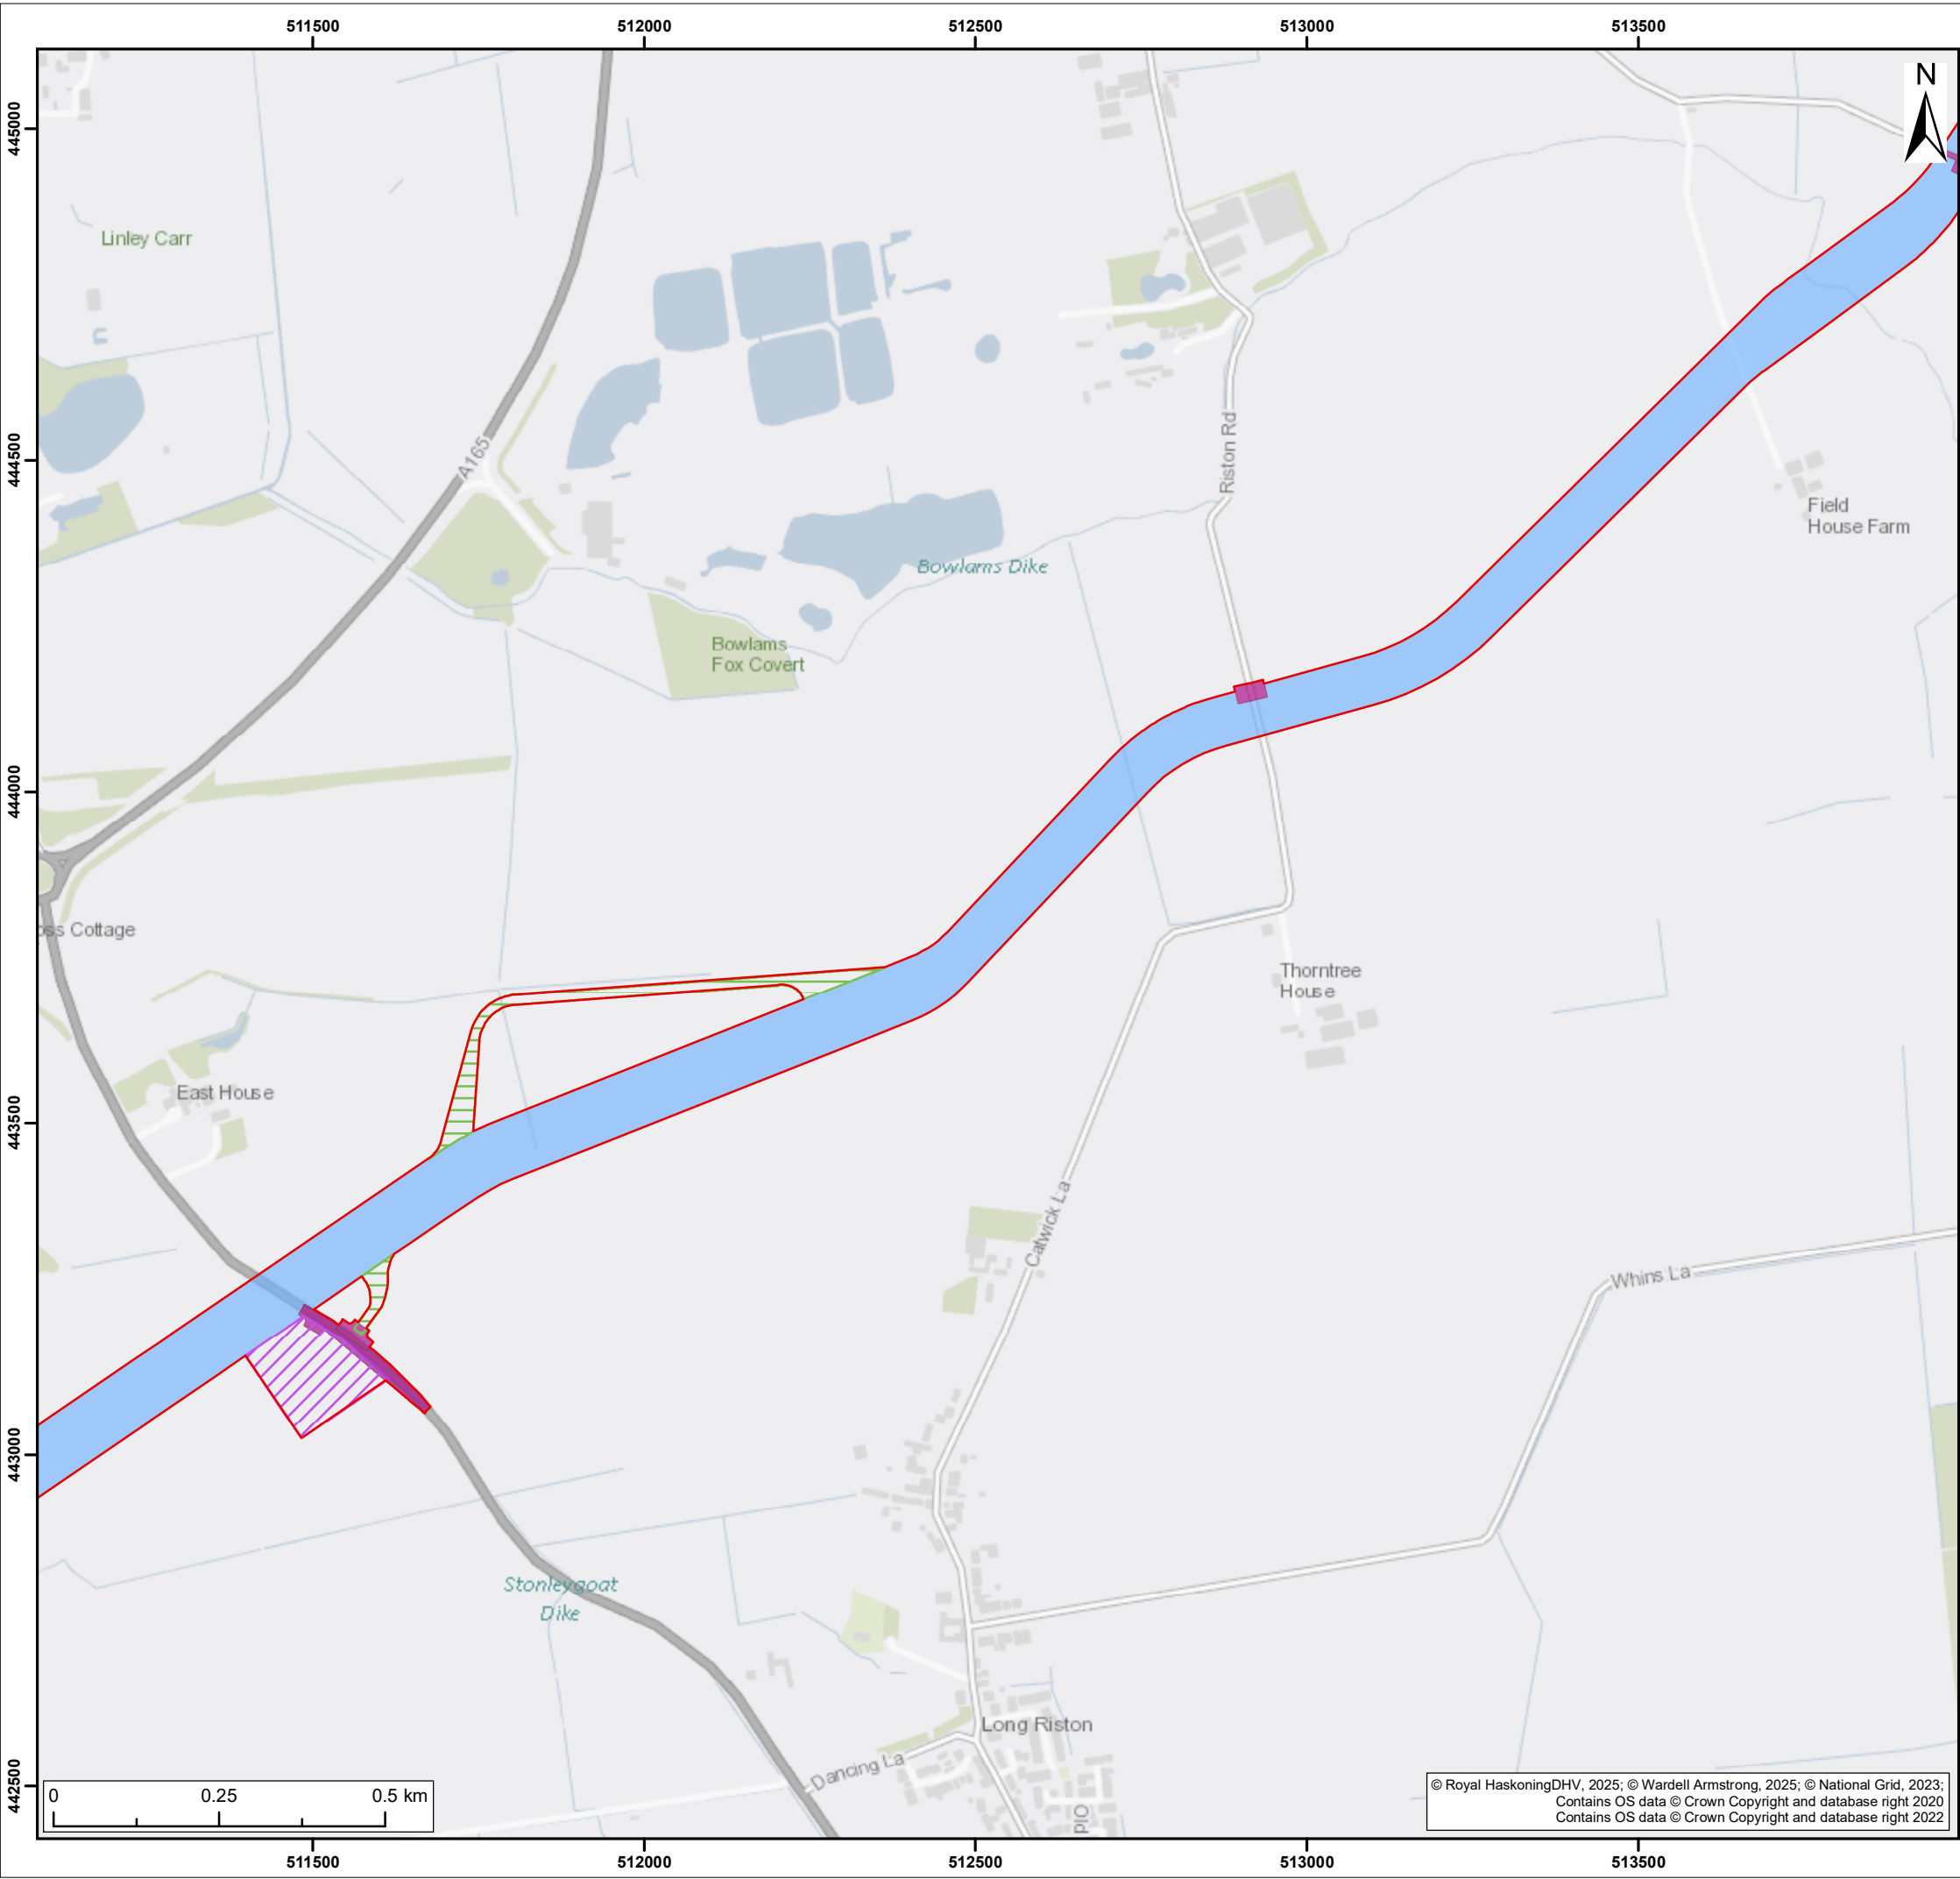 511500
512000
512500
513000
513500
N
445000
Linley Carr
A165
444500
Riston Rd
Field
House Farm
Bowlams Dike
Bowlams
Fox Covert
444000
oss Cottage
Thorntree
House
East House
443500
Catwick La
Whins La
443000
Stonleygoat
Dike
Long Riston
Dancing La
442500
0 0.25 0.5 km
© Royal HaskoningDHV, 2025; © Wardell Armstrong, 2025; © National Grid, 2023;
Contains OS data © Crown Copyright and database right 2020
Contains OS data © Crown Copyright and database right 2022
511500
512000
512500
513000
513500